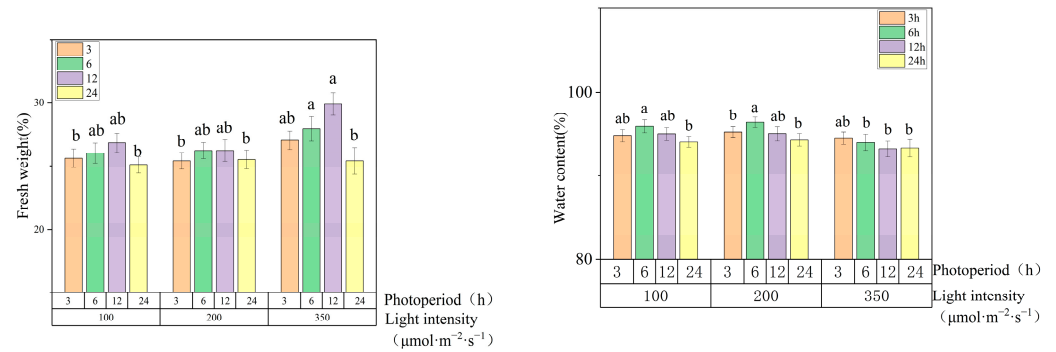 3
6
12
24
30
20
Fresh weight(%)
b ab ab b
b ab ab b
ab a a b
3 6 12 24 3 6 12 24 3 6 12 24
Photoperiod (h)
100 200 350
Light intensity
(μmol·m⁻²·s⁻¹)
3h
6h
12h
24h
100
80
Water content(%)
ab a ab b
b a ab b
ab b b b
3 6 12 24 3 6 12 24 3 6 12 24
Photoperiod (h)
100 200 350
Light intensity
(μmol·m⁻²·s⁻¹)